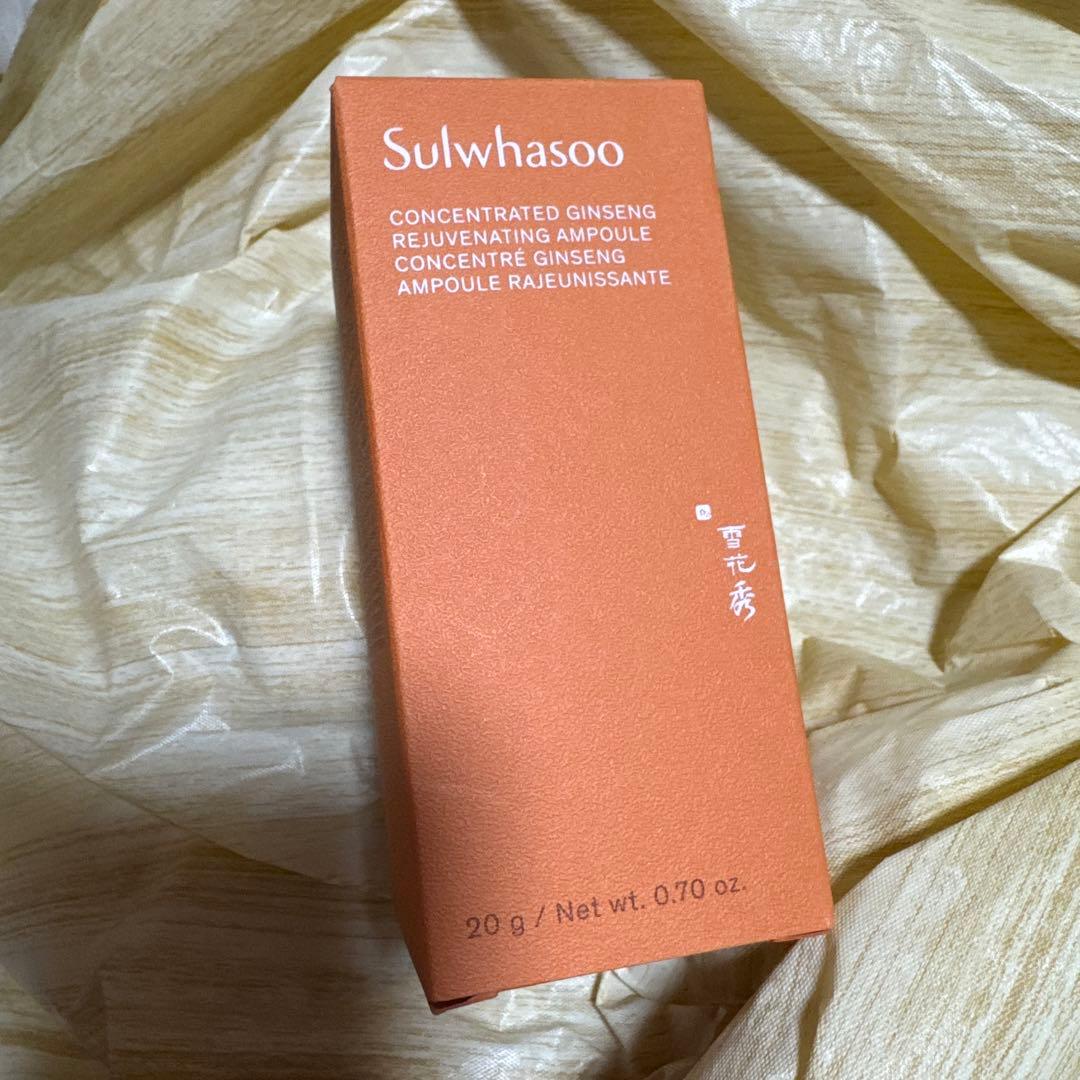 Sulwhasoo
CONCENTRATED GINSENG
REJUVENATING AMPOULE
CONCENTRÉ GINSENG
AMPOULE RAJEUNISSANTE
雪花秀
20 g / Net wt. 0.70 oz.